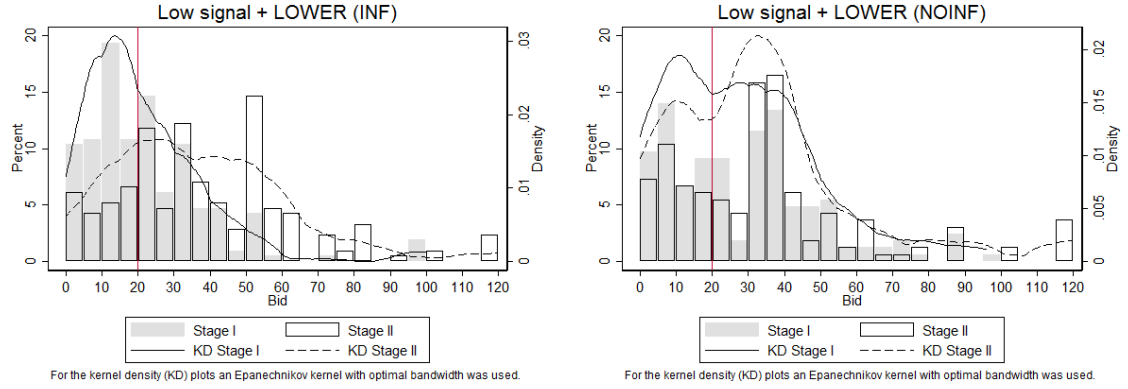 Low signal + LOWER (INF)
20
15
10
5
0
Percent
.03
.02
.01
0
Density
0 10 20 30 40 50 60 70 80 90 100 110 120
Bid
Stage I Stage II
KD Stage I KD Stage II
For the kernel density (KD) plots an Epanechnikov kernel with optimal bandwidth was used.
Low signal + LOWER (NOINF)
20
15
10
5
0
Percent
.02
.015
.01
.005
0
Density
0 10 20 30 40 50 60 70 80 90 100 110 120
Bid
Stage I Stage II
KD Stage I KD Stage II
For the kernel density (KD) plots an Epanechnikov kernel with optimal bandwidth was used.